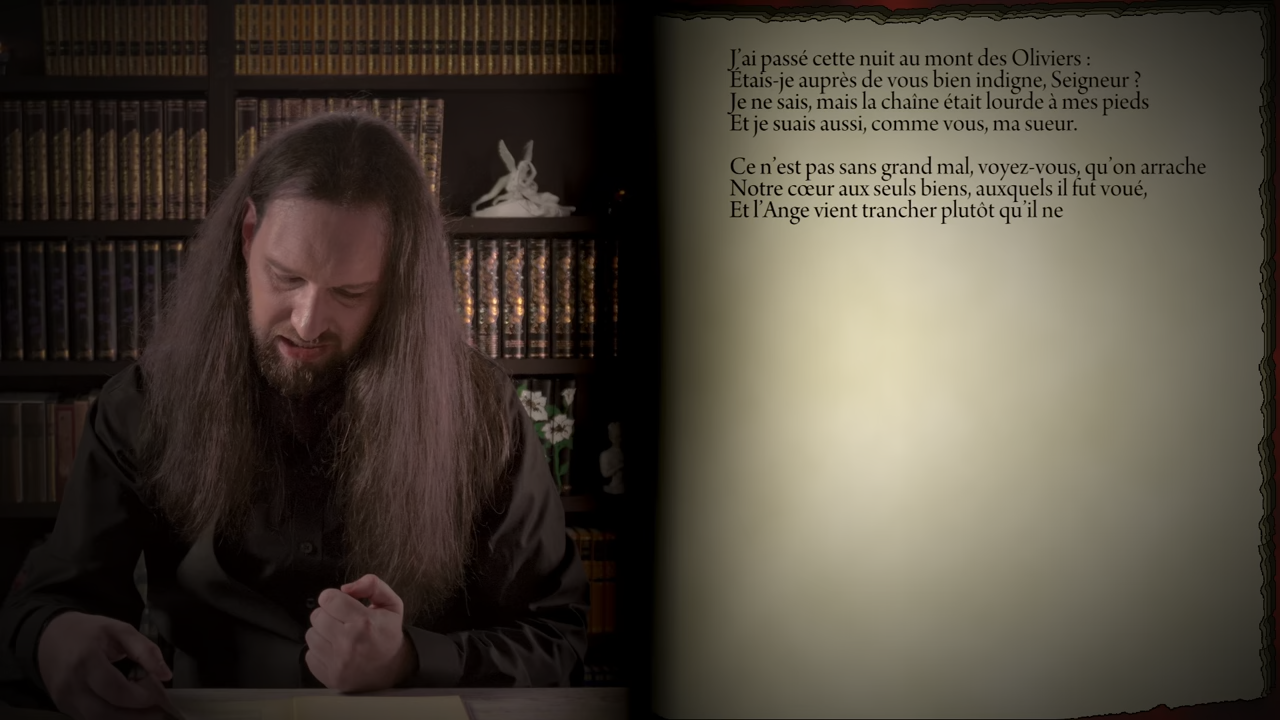 J’ai passé cette nuit au mont des Oliviers :
Étais-je auprès de vous bien indigne, Seigneur ?
Je ne sais, mais la chaîne était lourde à mes pieds
Et je suais aussi, comme vous, ma sueur.
Ce n’est pas sans grand mal, voyez-vous, qu’on arrache
Notre cœur aux seuls biens, auxquels il fut voué,
Et l’Ange vient trancher plutôt qu’il ne